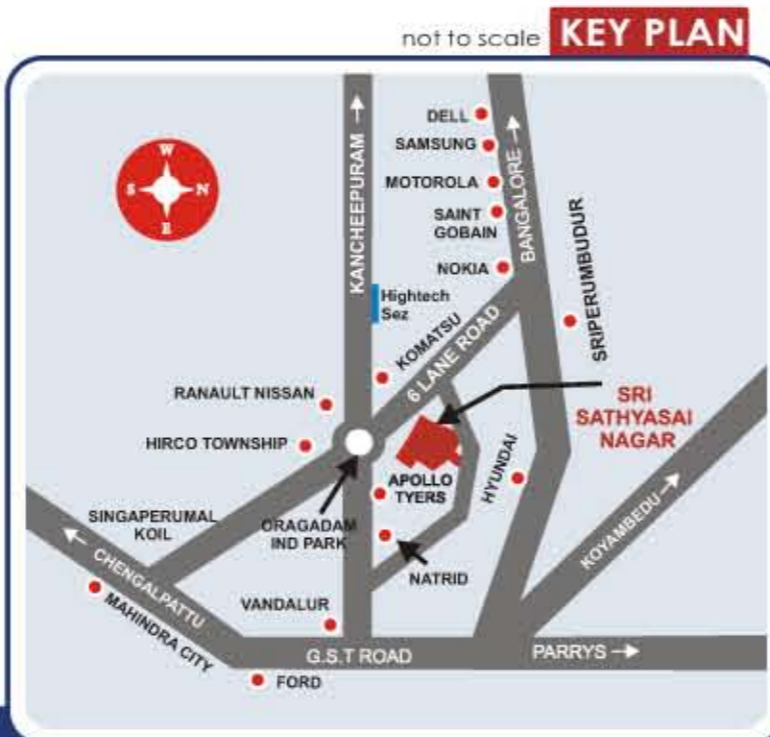 not to scale KEY PLAN
W
S N
E
KANCHEEPURAM
DELL
SAMSUNG
MOTOROLA
SAINT
GOBAIN
NOKIA
BANGALORE
Hightech
Sez
KOMATSU
6 LANE ROAD
SRIPERUMBUDUR
RANAULT NISSAN
HIRCO TOWNSHIP
SRI
SATHYASAI
NAGAR
APOLLO
TYERS
HYUNDAI
SINGAPERUMAL
KOIL
ORAGADAM
IND PARK
NATRID
KOYAMBEDU
CHENGALPATTU
MAHINDRA CITY
VANDALUR
G.S.T ROAD
PARRYS
FORD